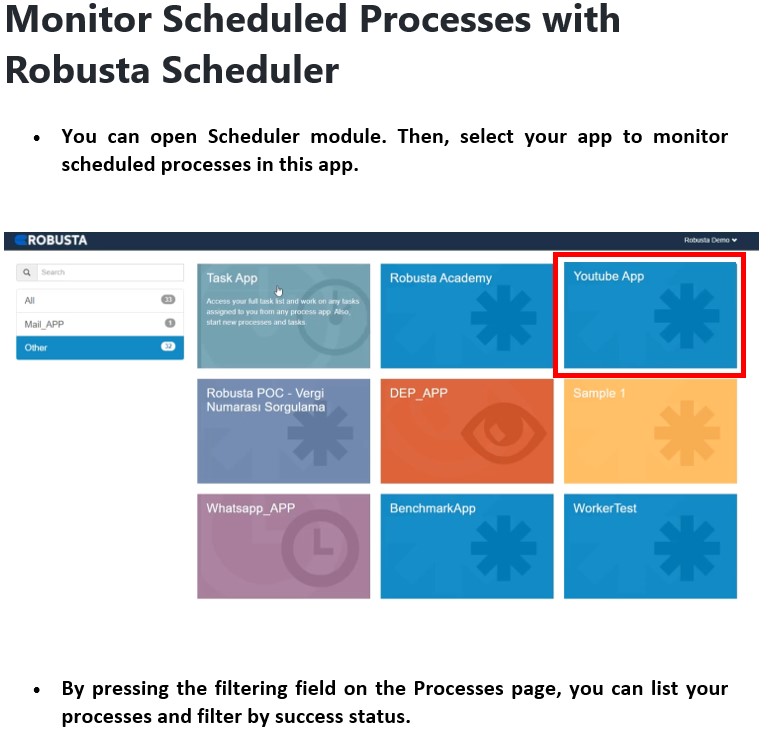 Monitor Scheduled Processes with
Robusta Scheduler
• You can open Scheduler module. Then, select your app to monitor
scheduled processes in this app.
ROBUSTA
Robusta Demo
Search
All 33
Mail_APP 1
Other 32
Task App
Access your full task list and work on any tasks
assigned to you from any process app. Also,
start new processes and tasks.
Robusta Academy
Youtube App
Robusta POC - Vergi
Numarası Sorgulama
DEP_APP
Sample 1
Whatsapp_APP
BenchmarkApp
WorkerTest
• By pressing the filtering field on the Processes page, you can list your
processes and filter by success status.